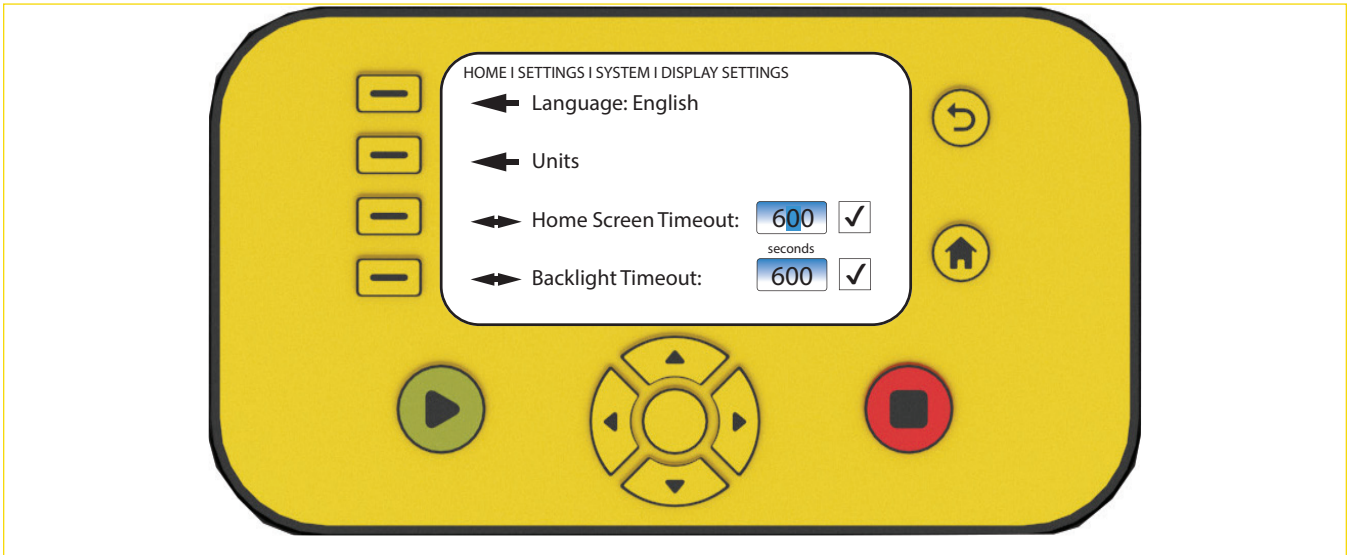 HOME I SETTINGS I SYSTEM I DISPLAY SETTINGS
Language: English
Units
Home Screen Timeout: 600
seconds
Backlight Timeout: 600